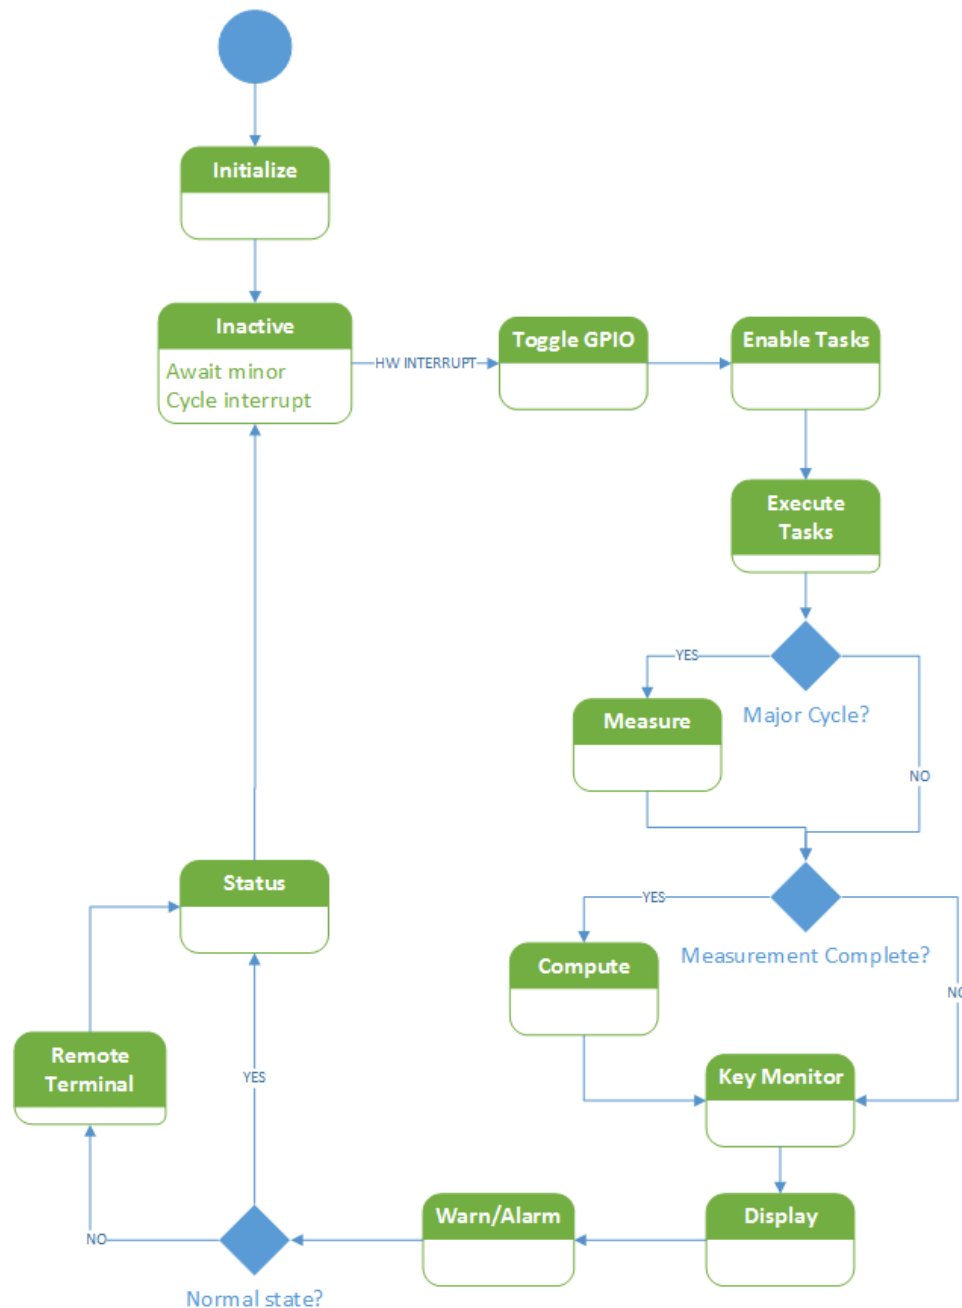 Initialize
Inactive
Await minor
Cycle interrupt
HW INTERRUPT
Toggle GPIO
Enable Tasks
Execute
Tasks
YES
Major Cycle?
Measure
NO
Status
YES
Measurement Complete?
Compute
NO
Remote
Terminal
YES
Key Monitor
Warn/Alarm
Display
NO
Normal state?